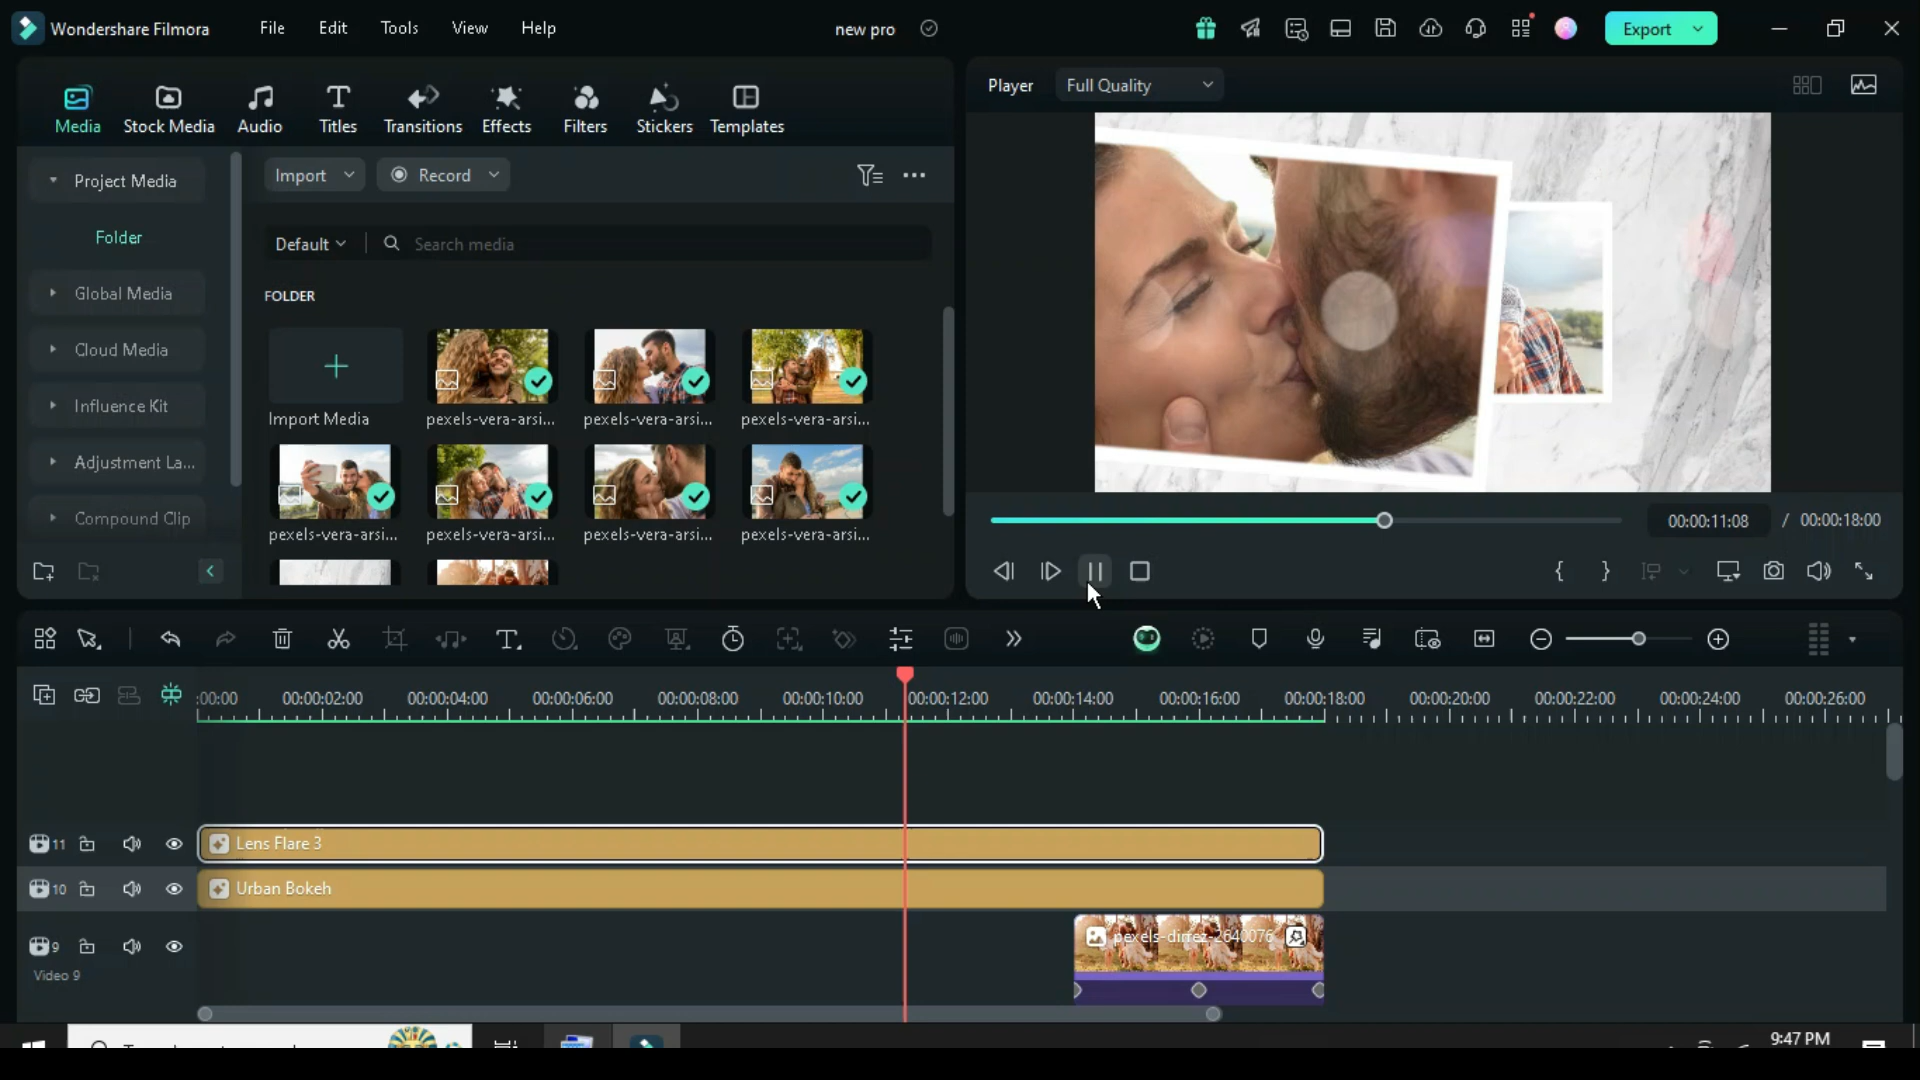 Wondershare Filmora
File
Edit
Tools
View
Help
new pro
Export
Media
Stock Media
Audio
Titles
Transitions
Effects
Filters
Stickers
Templates
Player
Full Quality
Project Media
Folder
Global Media
Cloud Media
Influence Kit
Adjustment La...
Compound Clip
Import
Record
Default
Search media
FOLDER
Import Media
pexels-vera-arsi...
pexels-vera-arsi...
pexels-vera-arsi...
pexels-vera-arsi...
pexels-vera-arsi...
pexels-vera-arsi...
pexels-vera-arsi...
00:00:11:08 / 00:00:18:00
:00:00
00:00:02:00
00:00:04:00
00:00:06:00
00:00:08:00
00:00:10:00
00:00:12:00
00:00:14:00
00:00:16:00
00:00:18:00
00:00:20:00
00:00:22:00
00:00:24:00
00:00:26:00
11
Lens Flare 3
10
Urban Bokeh
9
Video 9
pexels-dimez-2640076
9:47 PM